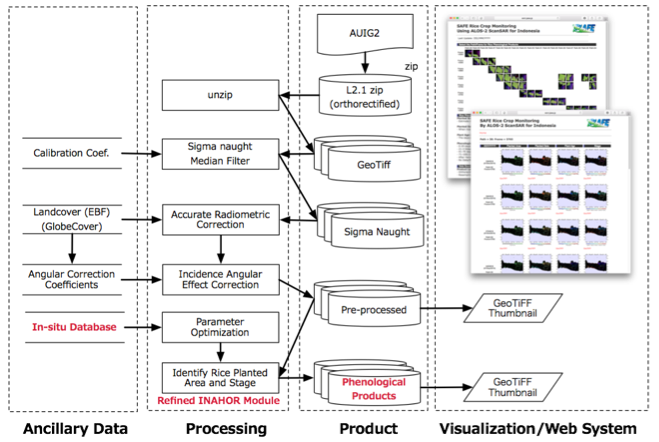 AUIG2
zip
L2.1 zip
(orthorectified)
unzip
Calibration Coef.
Sigma naught
Median Filter
GeoTiff
Landcover (EBF)
(GlobeCover)
Accurate Radiometric
Correction
Sigma Naught
Angular Correction
Coefficients
Incidence Angular
Effect Correction
Pre-processed
GeoTiFF
Thumbnail
In-situ Database
Parameter
Optimization
Identify Rice Planted
Area and Stage
Phenological
Products
GeoTiFF
Thumbnail
Refined INAHOR Module
SAFE Rice Crop Monitoring
Using ALOS-2 ScanSAR for Indonesia
SAFE
SAFE Rice Crop Monitoring
By ALOS-2 ScanSAR for Indonesia
SAFE
Ancillary Data
Processing
Product
Visualization/Web System